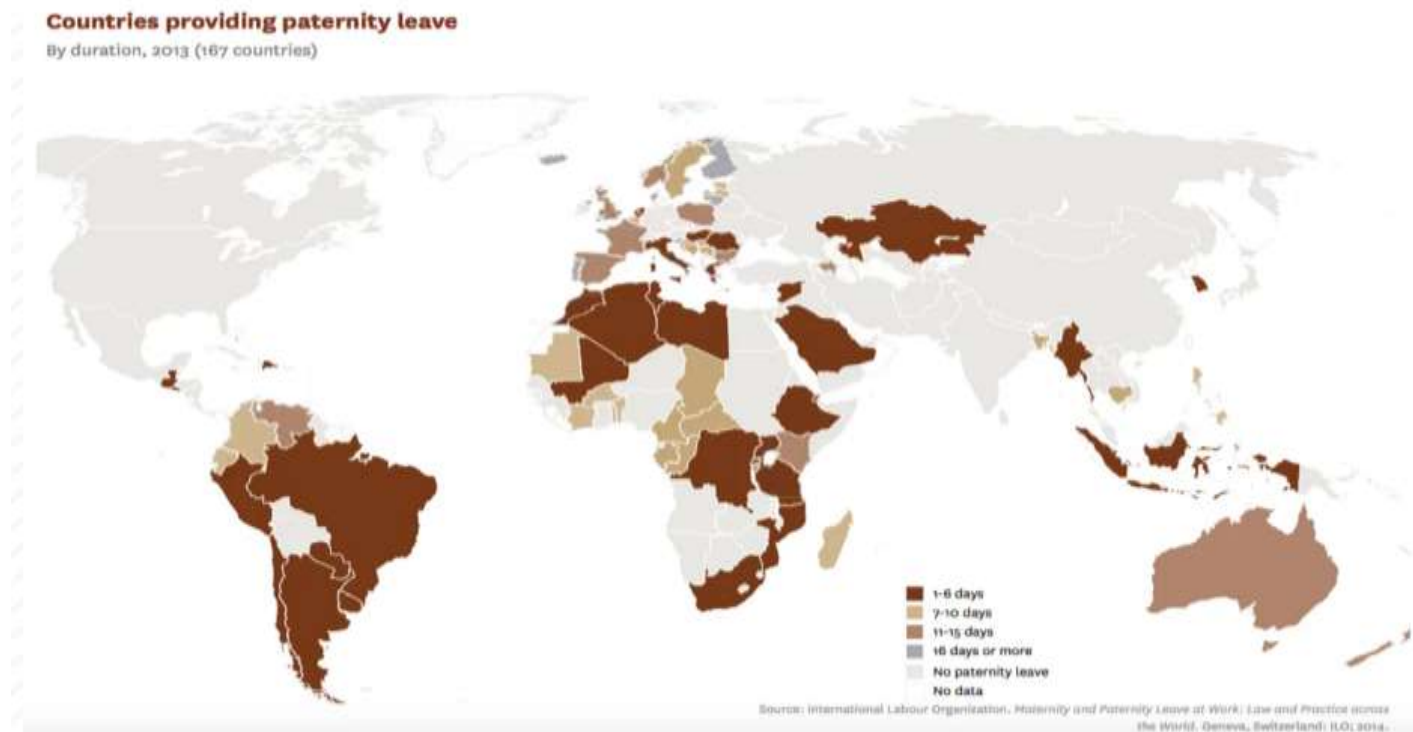 Countries providing paternity leave
By duration, 2013 (167 countries)
1-6 days
7-10 days
11-15 days
16 days or more
No paternity leave
No data
Source: International Labour Organization. Maternity and Paternity Leave at Work: Law and Practice across
the World. Geneva, Switzerland: ILO; 2014.